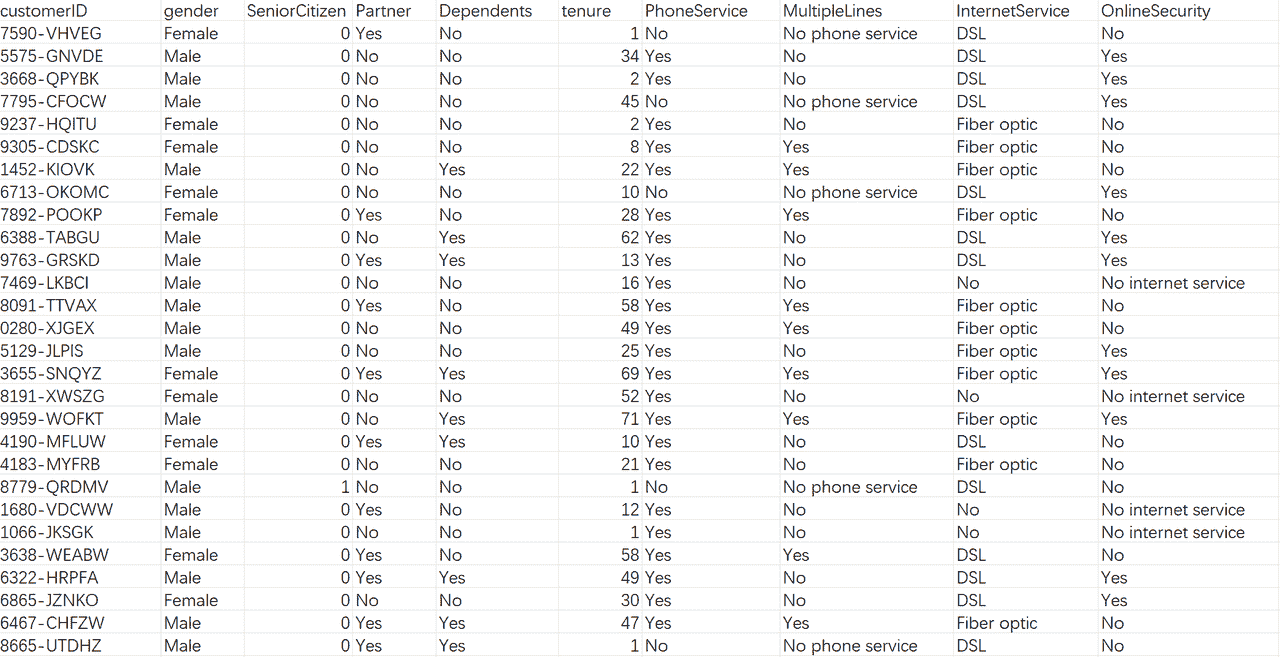 customerID gender SeniorCitizen Partner Dependents tenure PhoneService MultipleLines InternetService OnlineSecurity
7590-VHVEG Female 0 Yes No 1 No No phone service DSL No
5575-GNVDE Male 0 No No 34 Yes No DSL Yes
3668-QPYBK Male 0 No No 2 Yes No DSL Yes
7795-CFOCW Male 0 No No 45 No No phone service DSL Yes
9237-HQITU Female 0 No No 2 Yes No Fiber optic No
9305-CDSKC Female 0 No No 8 Yes Yes Fiber optic No
1452-KIOVK Male 0 No Yes 22 Yes Yes Fiber optic No
6713-OKOMC Female 0 No No 10 No No phone service DSL Yes
7892-POOKP Female 0 Yes No 28 Yes Yes Fiber optic No
6388-TABGU Male 0 No Yes 62 Yes No DSL Yes
9763-GRSKD Male 0 Yes Yes 13 Yes No DSL Yes
7469-LKBCI Male 0 No No 16 Yes No No No internet service
8091-TTVAX Male 0 Yes No 58 Yes Yes Fiber optic No
0280-XJGEX Male 0 No No 49 Yes Yes Fiber optic No
5129-JLPIS Male 0 No No 25 Yes No Fiber optic Yes
3655-SNQYZ Female 0 Yes Yes 69 Yes Yes Fiber optic Yes
8191-XWSZG Female 0 No No 52 Yes No No No internet service
9959-WOFKT Male 0 No Yes 71 Yes Yes Fiber optic Yes
4190-MFLUW Female 0 Yes Yes 10 Yes No DSL No
4183-MYFRB Female 0 No No 21 Yes No Fiber optic No
8779-QRDMV Male 1 No No 1 No No phone service DSL No
1680-VDCWW Male 0 Yes No 12 Yes No No No internet service
1066-JKSGK Male 0 No No 1 Yes No No No internet service
3638-WEABW Female 0 Yes No 58 Yes Yes DSL No
6322-HRPFA Male 0 Yes Yes 49 Yes No DSL Yes
6865-JZNKO Female 0 No No 30 Yes No DSL Yes
6467-CHFZW Male 0 Yes Yes 47 Yes Yes Fiber optic No
8665-UTDHZ Male 0 Yes Yes 1 No No phone service DSL No